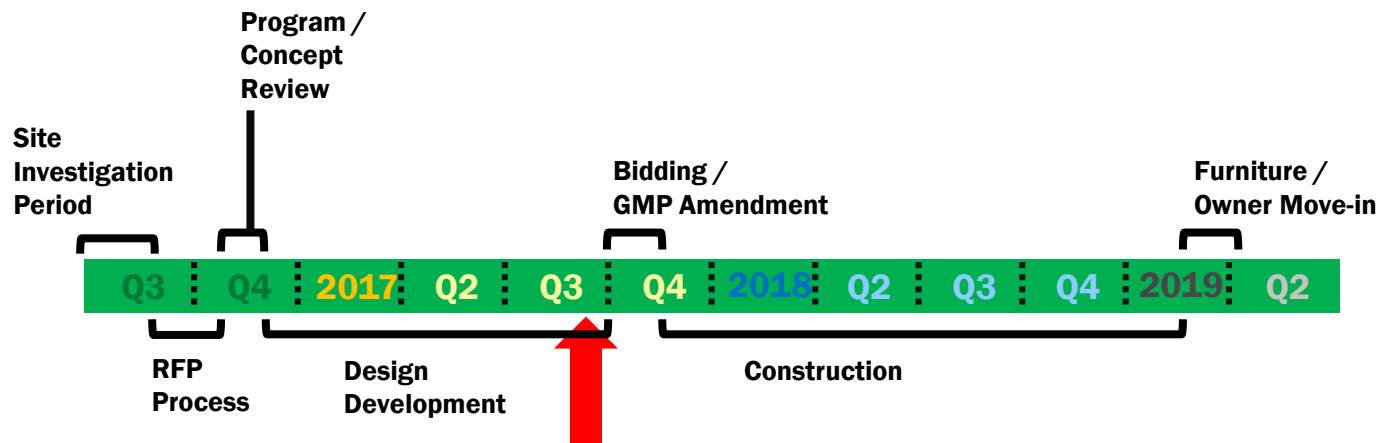 Program /
Concept
Review
Site
Investigation
Period
Bidding /
GMP Amendment
Furniture /
Owner Move-in
Q3 Q4 2017 Q2 Q3 Q4 2018 Q2 Q3 Q4 2019 Q2
RFP
Process
Design
Development
Construction